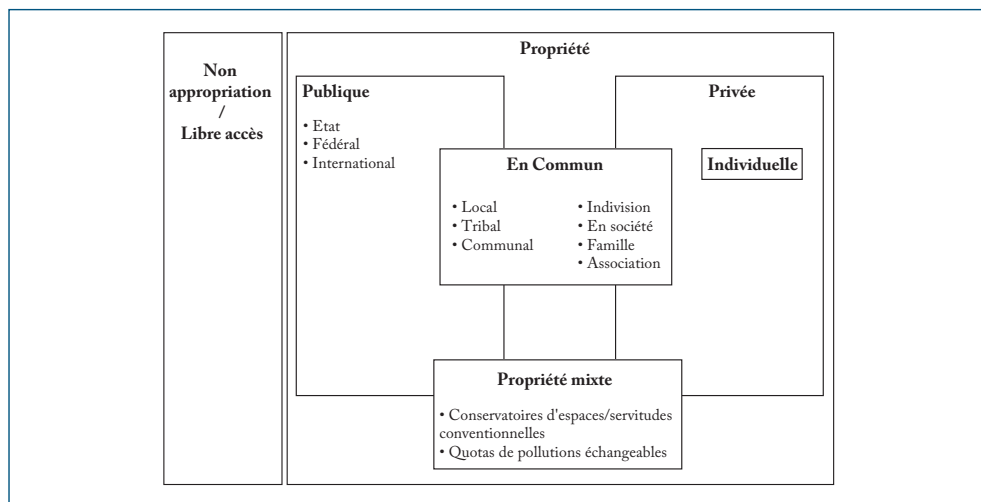 Non
appropriation
/
Libre accès
Propriété
Publique
• Etat
• Fédéral
• International
Privée
Individuelle
En Commun
• Local
• Tribal
• Communal
• Indivision
• En société
• Famille
• Association
Propriété mixte
• Conservatoires d'espaces/servitudes
conventionnelles
• Quotas de pollutions échangeables